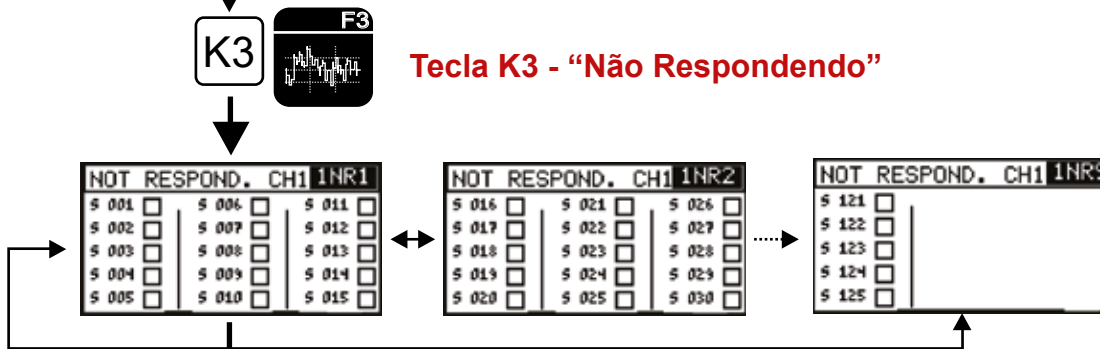 F3
K3
Tecla K3 - “Não Respondendo”
NOT RESPOND. CH1 1NR1
S 001 S 006 S 011
S 002 S 007 S 012
S 003 S 008 S 013
S 004 S 009 S 014
S 005 S 010 S 015
NOT RESPOND. CH1 1NR2
S 016 S 021 S 026
S 017 S 022 S 027
S 018 S 023 S 028
S 019 S 024 S 029
S 020 S 025 S 030
NOT RESPOND. CH1 1NR9
S 121
S 122
S 123
S 124
S 125